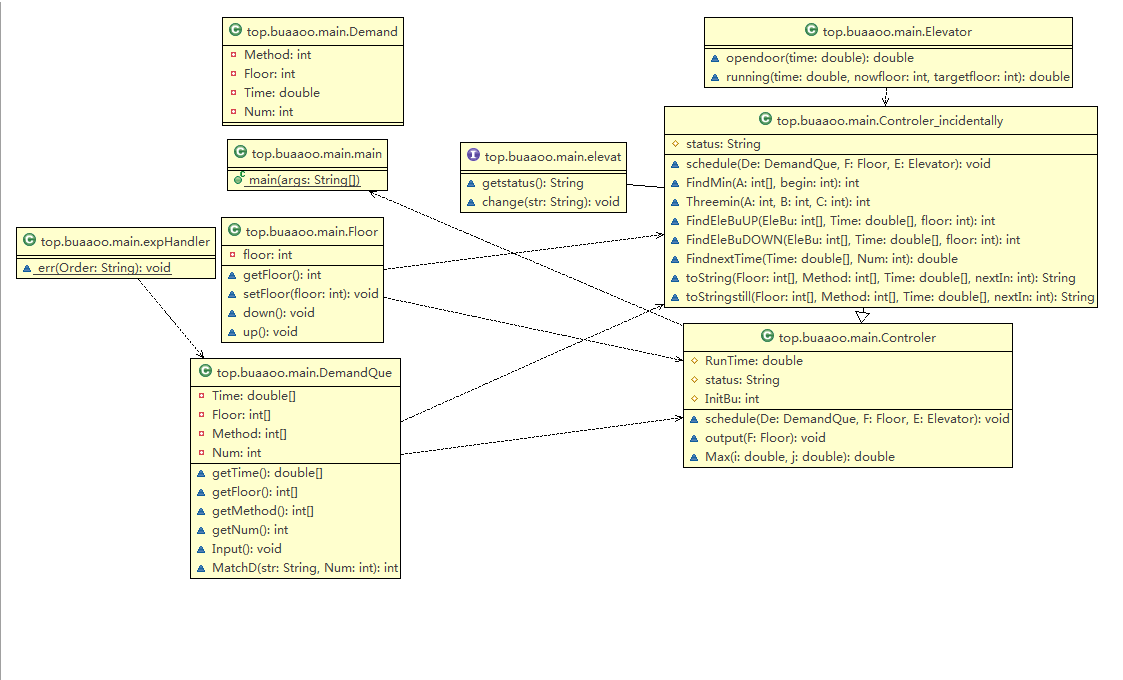 top.buaaoo.main.Demand
Method: int
Floor: int
Time: double
Num: int
top.buaaoo.main.Elevator
opendoor(time: double): double
running(time: double, nowfloor: int, targetfloor: int): double
top.buaaoo.main.main
main(args: String[])
top.buaaoo.main.elevat
getstatus(): String
change(str: String): void
top.buaaoo.main.Controler_incidentally
status: String
schedule(De: DemandQue, F: Floor, E: Elevator): void
FindMin(A: int[], begin: int): int
Threemin(A: int, B: int, C: int): int
FindEleBuUP(EleBu: int[], Time: double[], floor: int): int
FindEleBuDOWN(EleBu: int[], Time: double[], floor: int): int
FindnextTime(Time: double[], Num: int): double
toString(Floor: int[], Method: int[], Time: double[], nextIn: int): String
toStringstill(Floor: int[], Method: int[], Time: double[], nextIn: int): String
top.buaaoo.main.expHandler
err(Order: String): void
top.buaaoo.main.Floor
floor: int
getFloor(): int
setFloor(floor: int): void
down(): void
up(): void
top.buaaoo.main.Controler
RunTime: double
status: String
InitBu: int
schedule(De: DemandQue, F: Floor, E: Elevator): void
output(F: Floor): void
Max(i: double, j: double): double
top.buaaoo.main.DemandQue
Time: double[]
Floor: int[]
Method: int[]
Num: int
getTime(): double[]
getFloor(): int[]
getMethod(): int[]
getNum(): int
Input(): void
MatchD(str: String, Num: int): int